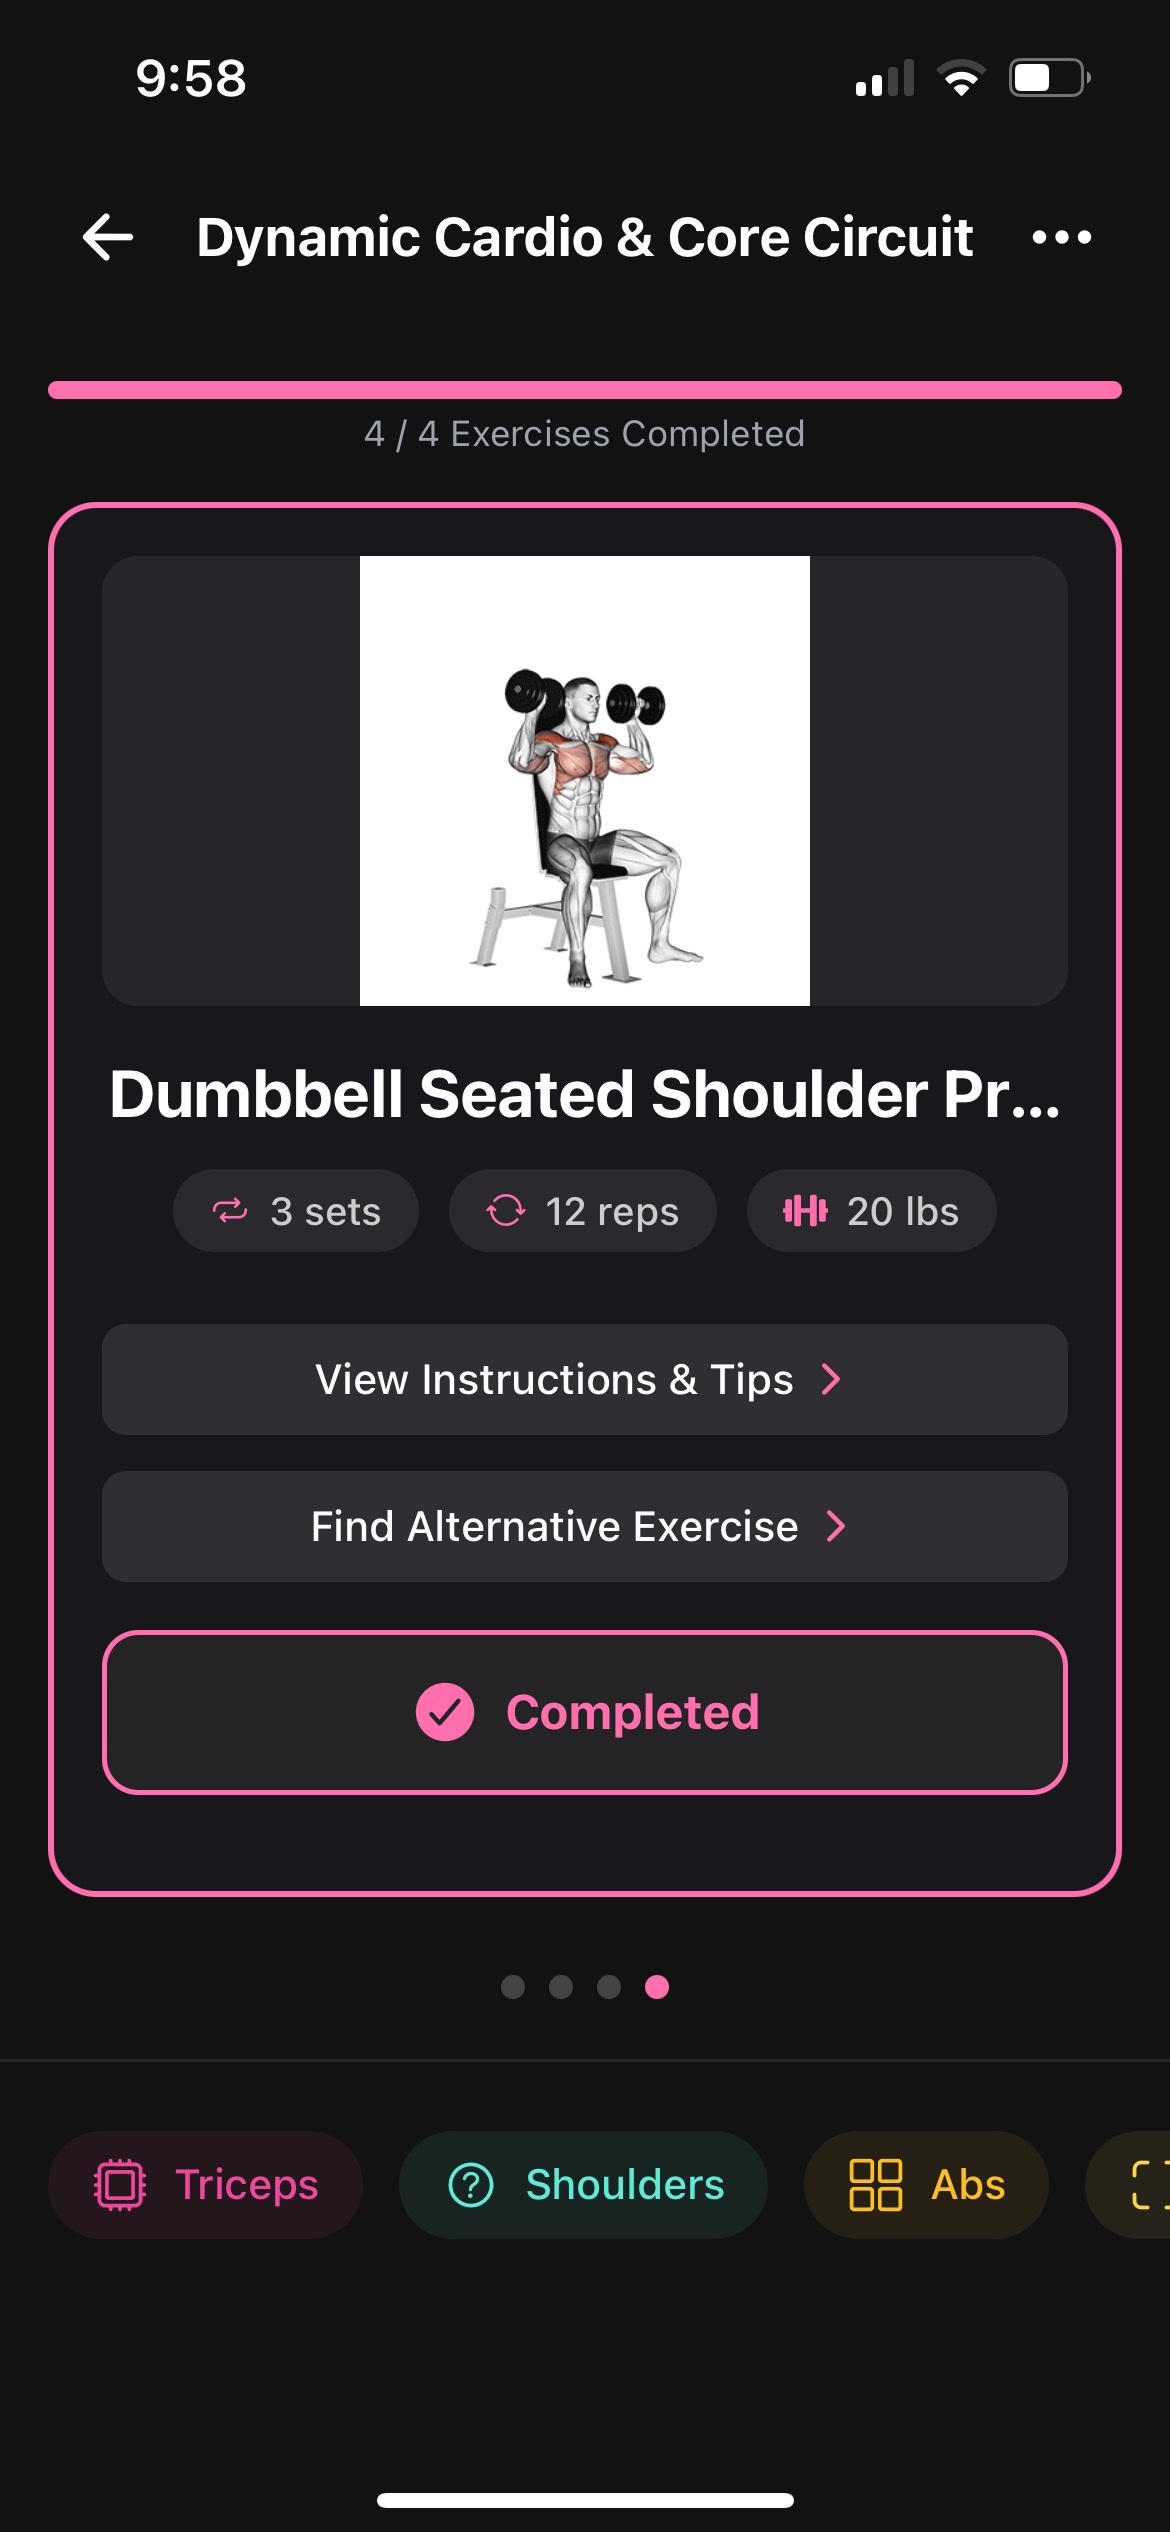 9:58
Dynamic Cardio & Core Circuit
4 / 4 Exercises Completed
Dumbbell Seated Shoulder Pr...
3 sets
12 reps
20 lbs
View Instructions & Tips
Find Alternative Exercise
Completed
Triceps
Shoulders
Abs